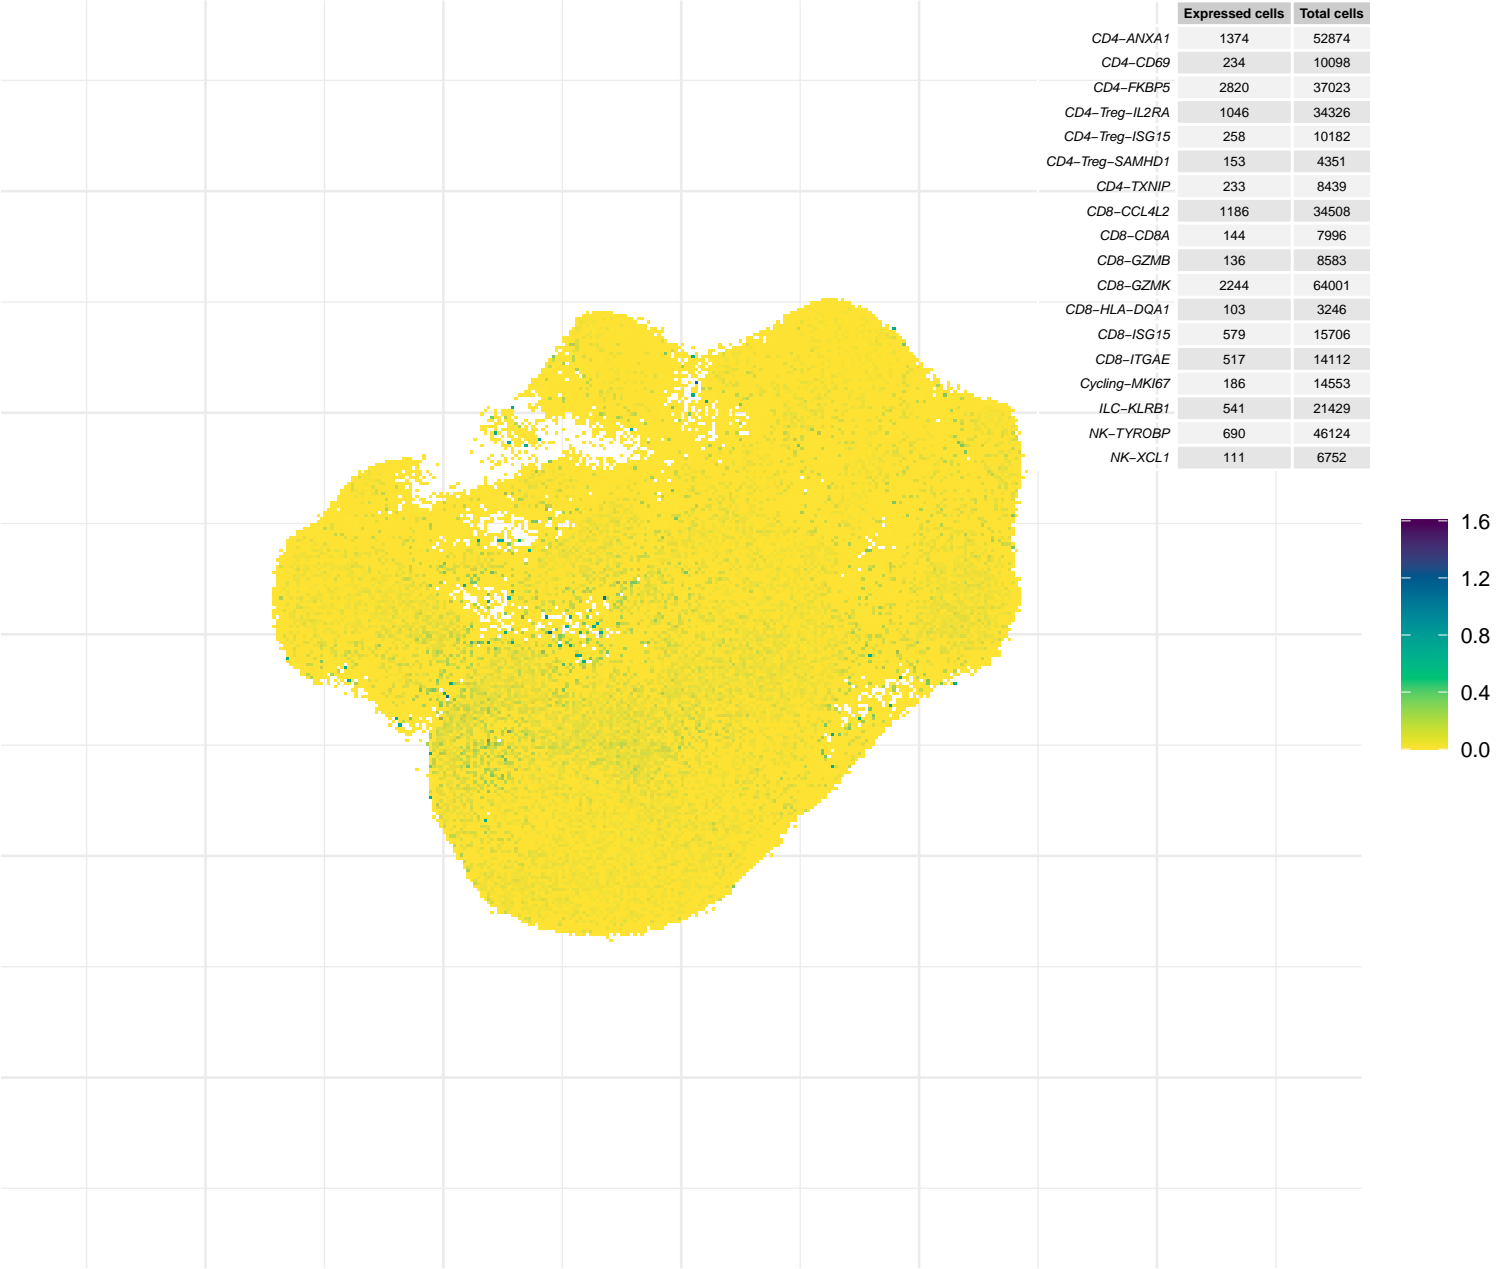 Expressed cells Total cells
CD4−ANXA1 1374 52874
CD4−CD69 234 10098
CD4−FKBP5 2820 37023
CD4−Treg−IL2RA 1046 34326
CD4−Treg−ISG15 258 10182
CD4−Treg−SAMHD1 153 4351
CD4−TXNIP 233 8439
CD8−CCL4L2 1186 34508
CD8−CD8A 144 7996
CD8−GZMB 136 8583
CD8−GZMK 2244 64001
CD8−HLA−DQA1 103 3246
CD8−ISG15 579 15706
CD8−ITGAE 517 14112
Cycling−MKI67 186 14553
ILC−KLRB1 541 21429
NK−TYROBP 690 46124
NK−XCL1 111 6752
1.6
1.2
0.8
0.4
0.0